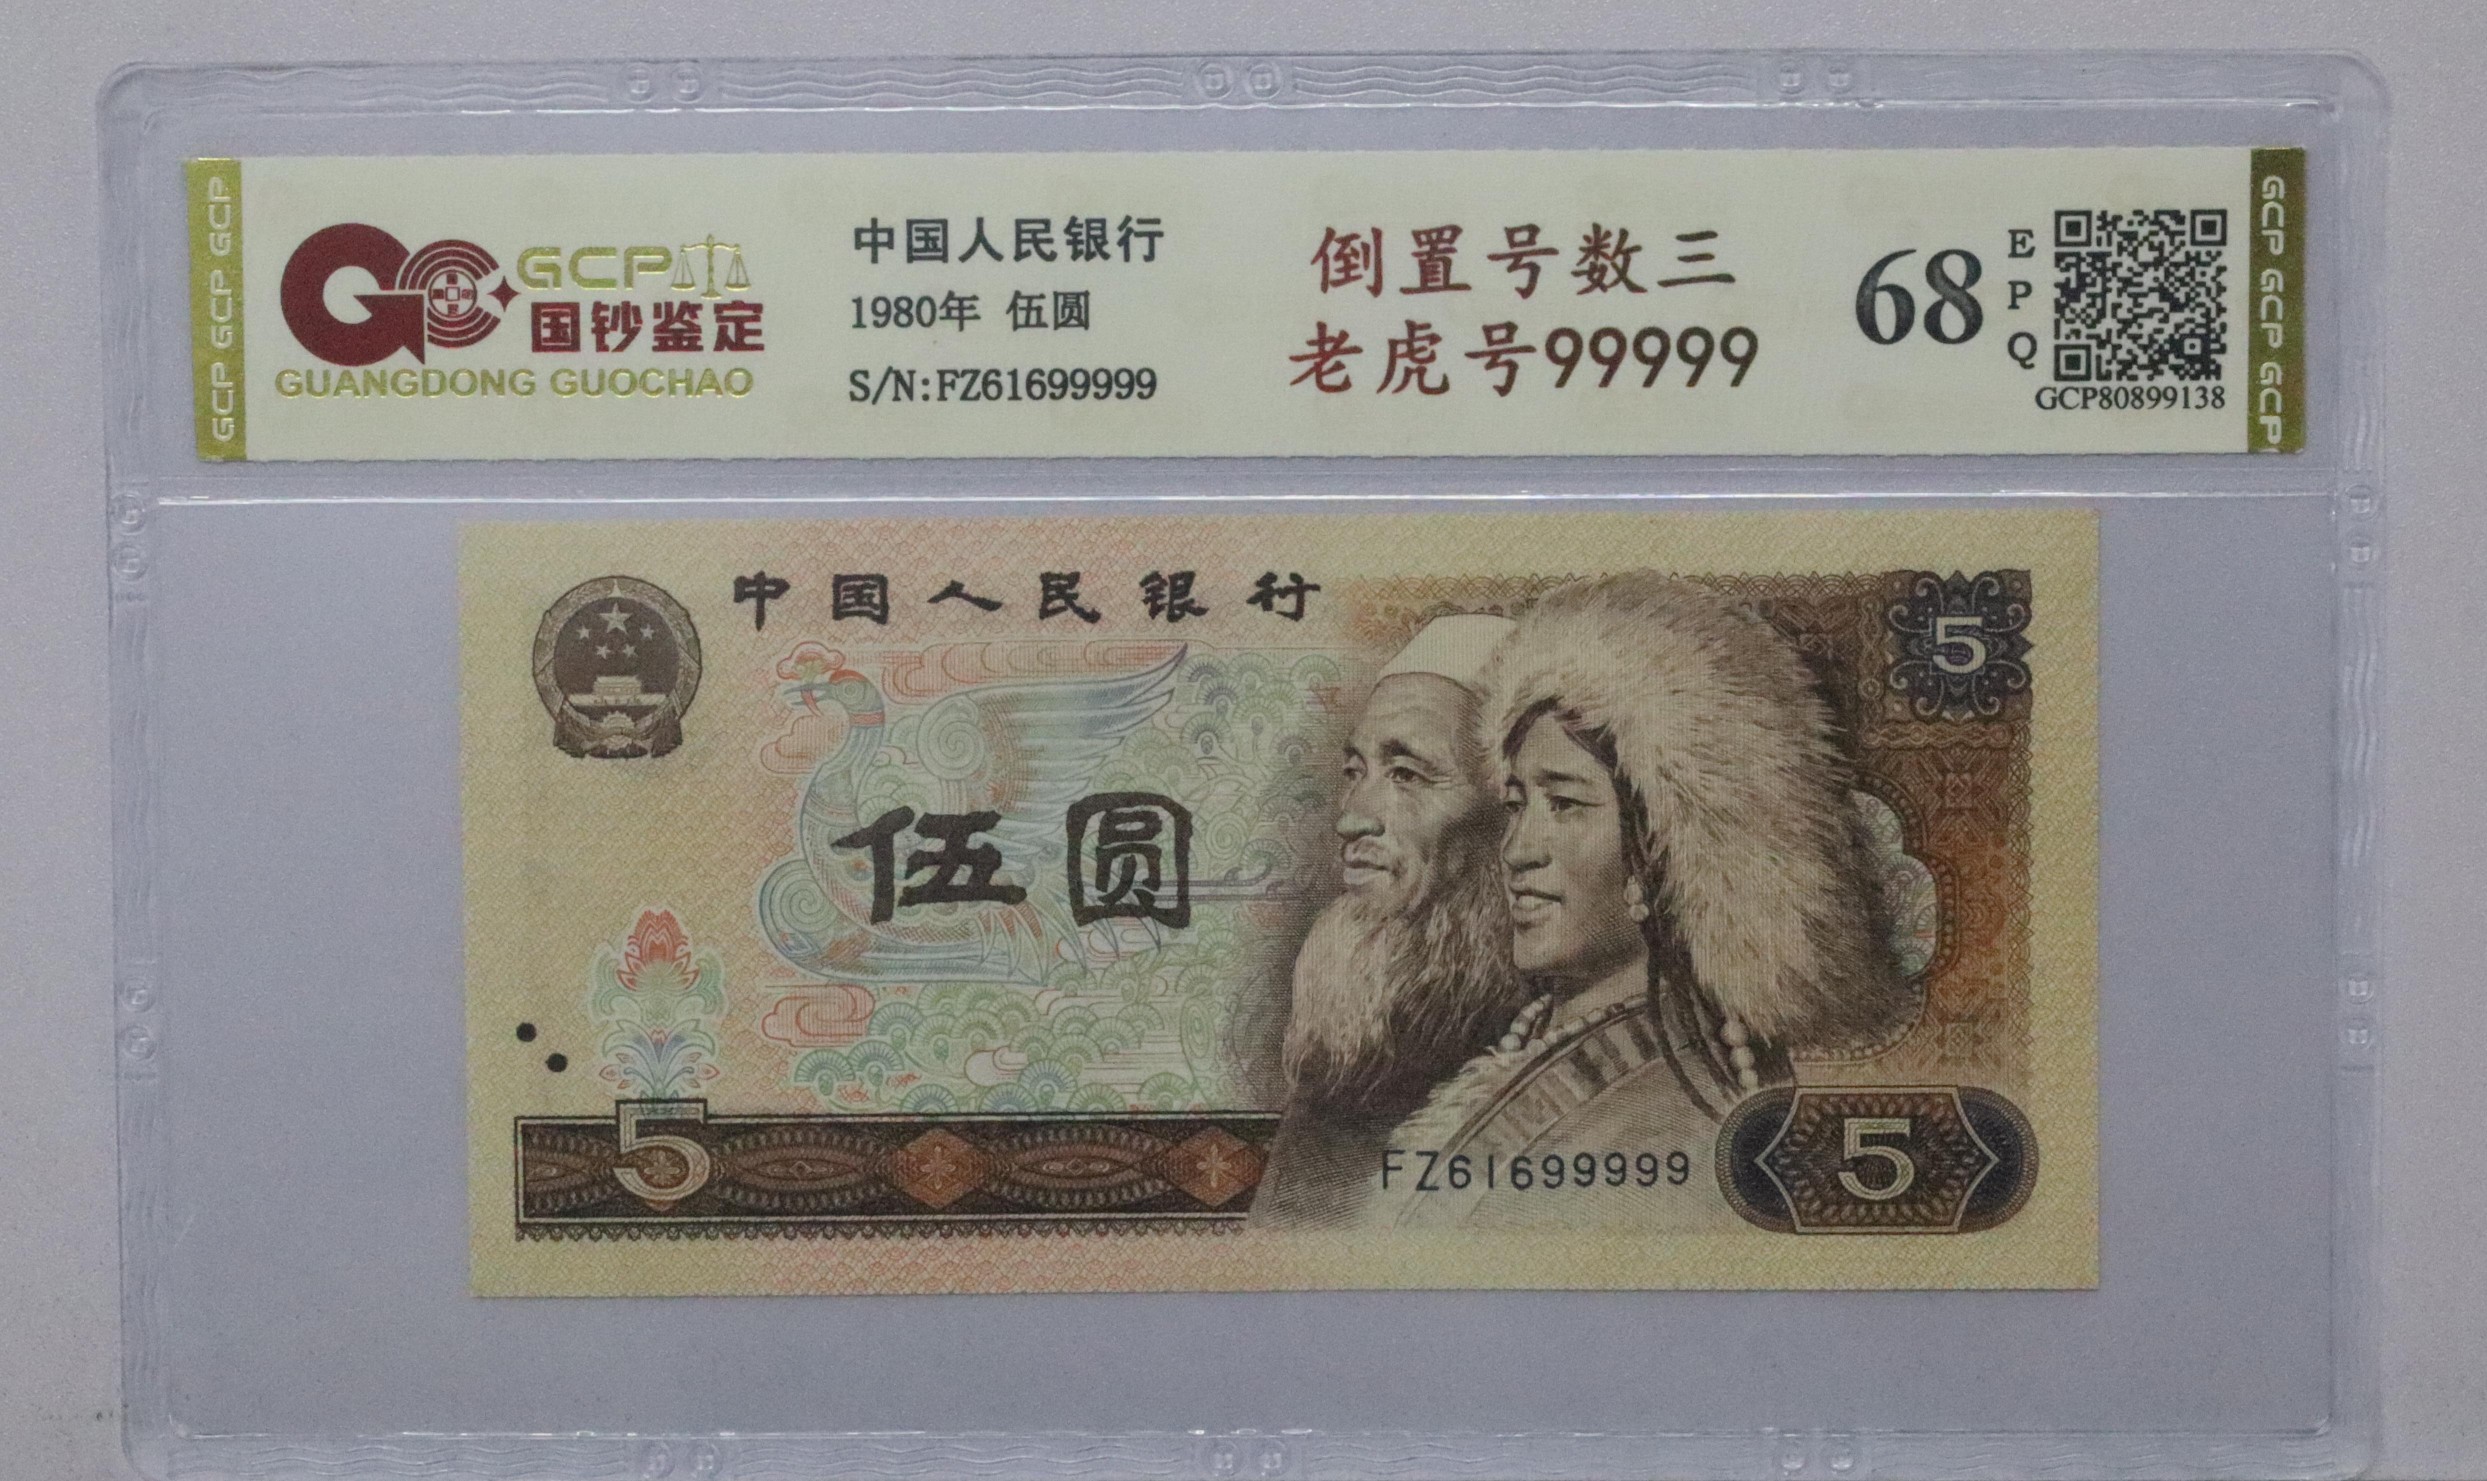 GCP GCP GCP
GCP
国钞鉴定
GUANGDONG GUOCHAO
中国人民银行
1980年 伍圆
S/N:FZ61699999
倒置号数三
老虎号99999
68
EPQ
GCP80899138
GCP GCP GCP
中国人民银行
5
伍圆
5
FZ61699999
5